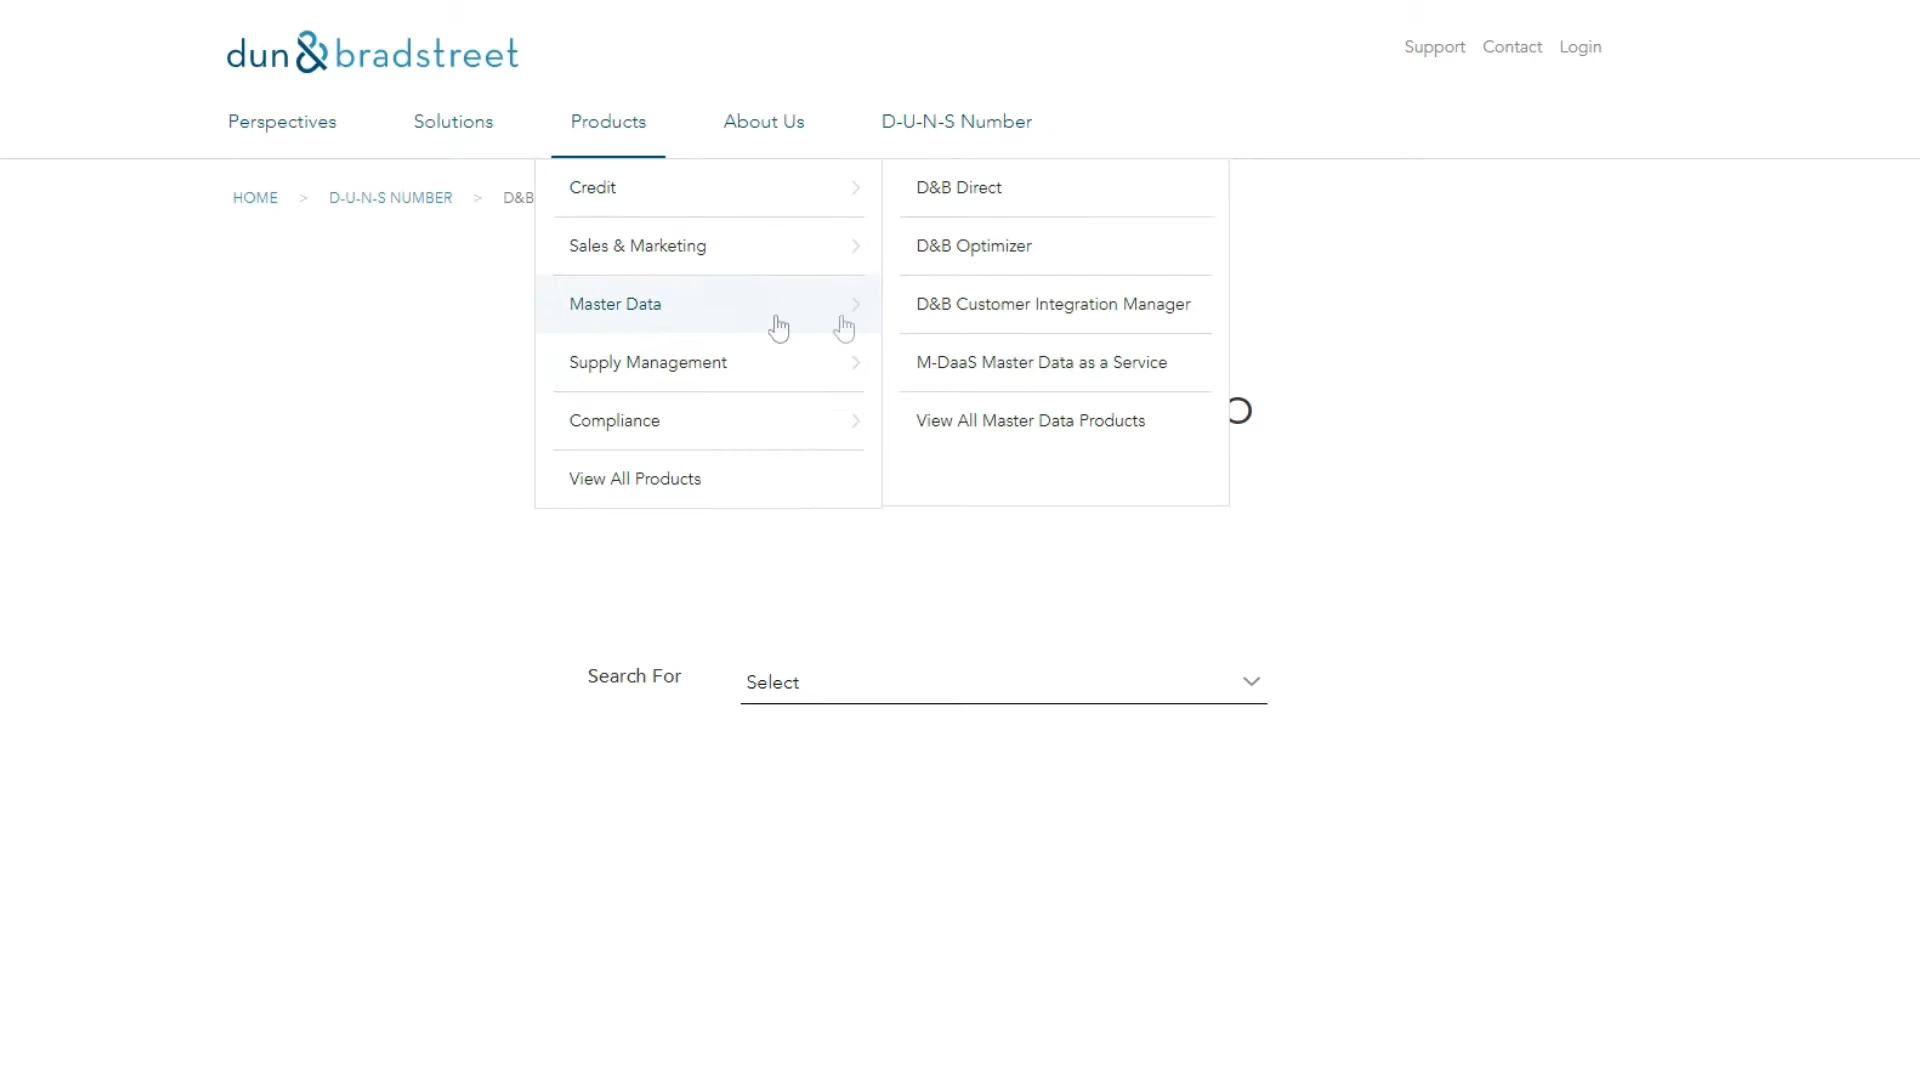 dun & bradstreet
Support Contact Login
Perspectives Solutions Products About Us D-U-N-S Number
HOME > D-U-N-S NUMBER > D&B
Credit
Sales & Marketing
Master Data
Supply Management
Compliance
View All Products
D&B Direct
D&B Optimizer
D&B Customer Integration Manager
M-DaaS Master Data as a Service
View All Master Data Products
Search For Select